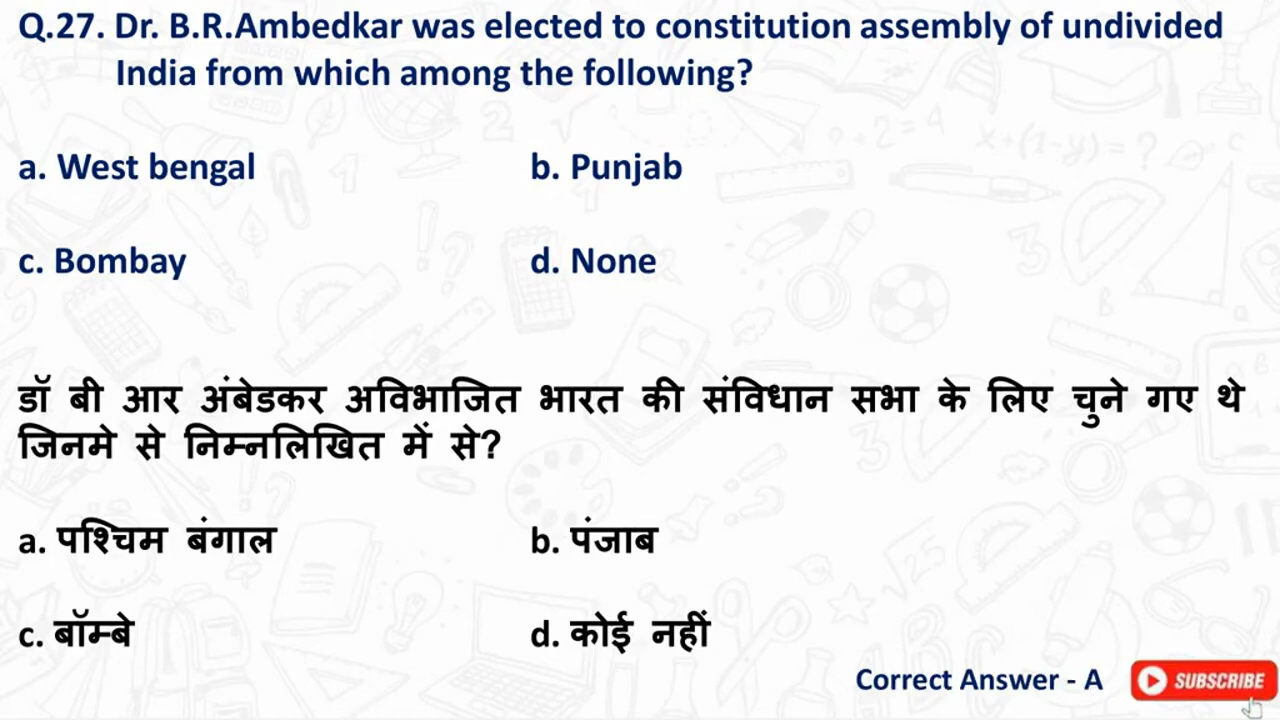 Q.27. Dr. B.R.Ambedkar was elected to constitution assembly of undivided
India from which among the following?
a. West bengal b. Punjab
c. Bombay d. None
डॉ बी आर अंबेडकर अविभाजित भारत की संविधान सभा के लिए चुने गए थे
जिनमे से निम्नलिखित में से?
a. पश्चिम बंगाल b. पंजाब
c. बॉम्बे d. कोई नहीं
Correct Answer - A SUBSCRIBE